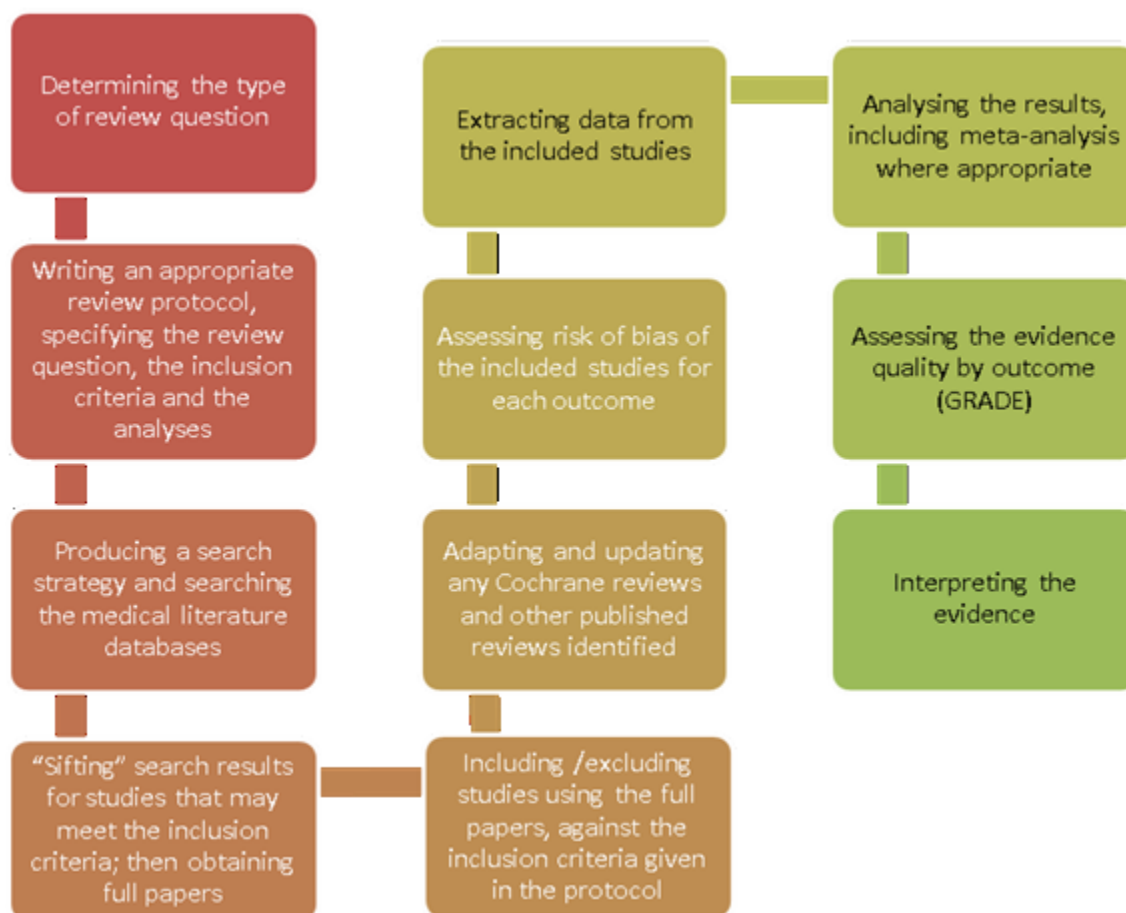 Determining the type
of review question
Writing an appropriate
review protocol,
specifying the review
question, the inclusion
criteria and the
analyses
Producing a search
strategy and searching
the medical literature
databases
“Sifting” search results
for studies that may
meet the inclusion
criteria; then obtaining
full papers
Including /excluding
studies using the full
papers, against the
inclusion criteria given
in the protocol
Adapting and updating
any Cochrane reviews
and other published
reviews identified
Assessing risk of bias of
the included studies for
each outcome
Extracting data from
the included studies
Analysing the results,
including meta-analysis
where appropriate
Assessing the evidence
quality by outcome
(GRADE)
Interpreting the
evidence